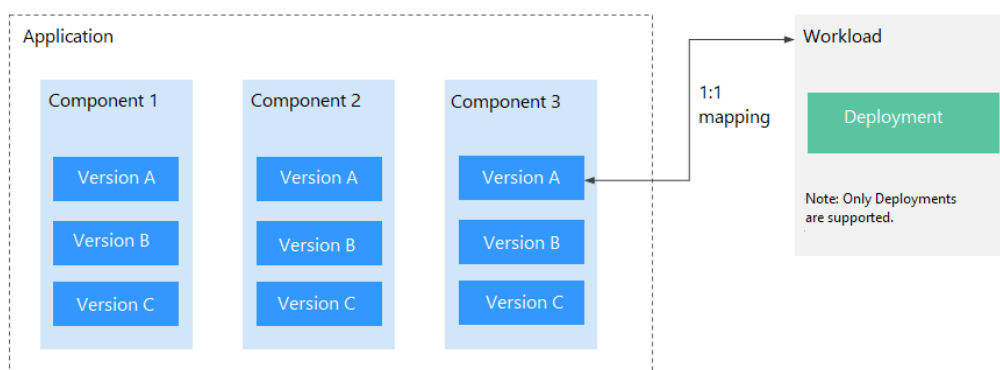 Application
Component 1
Version A
Version B
Version C
Component 2
Version A
Version B
Version C
Component 3
Version A
Version B
Version C
1:1
mapping
Workload
Deployment
Note: Only Deployments
are supported.